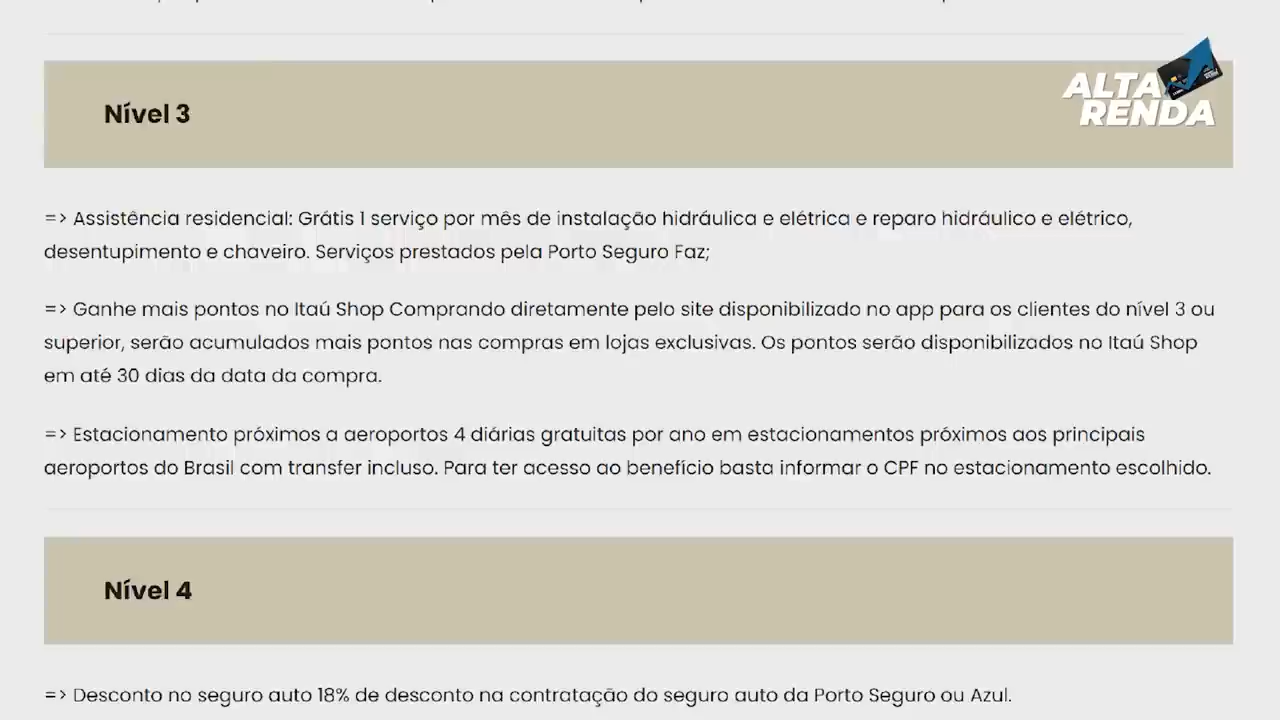 ALTA
RENDA
Nível 3
=> Assistência residencial: Grátis 1 serviço por mês de instalação hidráulica e elétrica e reparo hidráulico e elétrico,
desentupimento e chaveiro. Serviços prestados pela Porto Seguro Faz;
=> Ganhe mais pontos no Itaú Shop Comprando diretamente pelo site disponibilizado no app para os clientes do nível 3 ou
superior, serão acumulados mais pontos nas compras em lojas exclusivas. Os pontos serão disponibilizados no Itaú Shop
em até 30 dias da data da compra.
=> Estacionamento próximos a aeroportos 4 diárias gratuitas por ano em estacionamentos próximos aos principais
aeroportos do Brasil com transfer incluso. Para ter acesso ao benefício basta informar o CPF no estacionamento escolhido.
Nível 4
=> Desconto no seguro auto 18% de desconto na contratação do seguro auto da Porto Seguro ou Azul.